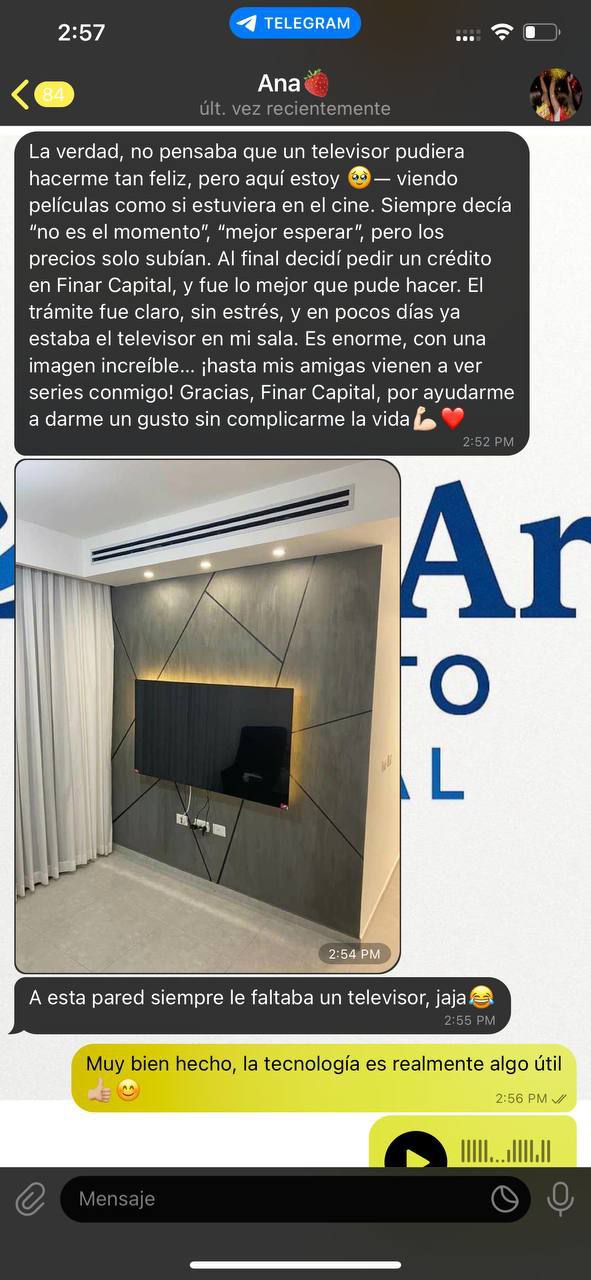 2:57
TELEGRAM
84
Ana🍓
últ. vez recientemente
La verdad, no pensaba que un televisor pudiera
hacerme tan feliz, pero aquí estoy 🥹— viendo
películas como si estuviera en el cine. Siempre decía
“no es el momento”, “mejor esperar”, pero los
precios solo subían. Al final decidí pedir un crédito
en Finar Capital, y fue lo mejor que pude hacer. El
trámite fue claro, sin estrés, y en pocos días ya
estaba el televisor en mi sala. Es enorme, con una
imagen increíble... ¡hasta mis amigas vienen a ver
series conmigo! Gracias, Finar Capital, por ayudarme
a darme un gusto sin complicarme la vida💪🏻❤️
2:52 PM
Ar
TO
AL
2:54 PM
A esta pared siempre le faltaba un televisor, jaja😂
2:55 PM
Muy bien hecho, la tecnología es realmente algo útil
👍🏻😊
2:56 PM
Mensaje